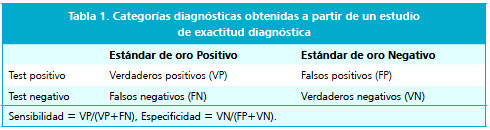 Tabla 1. Categorías diagnósticas obtenidas a partir de un estudio
de exactitud diagnóstica
Estándar de oro Positivo Estándar de oro Negativo
Test positivo Verdaderos positivos (VP) Falsos positivos (FP)
Test negativo Falsos negativos (FN) Verdaderos negativos (VN)
Sensibilidad = VP/(VP+FN), Especificidad = VN/(FP+VN).